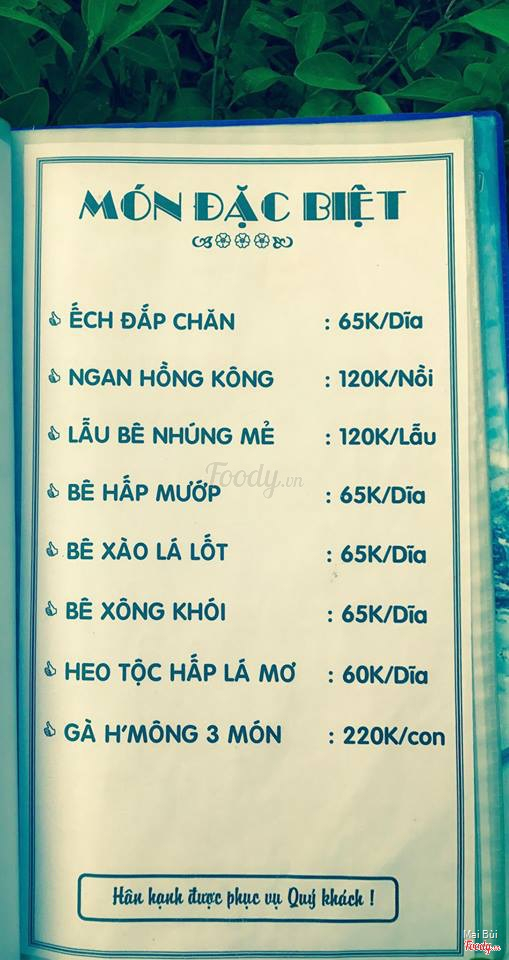 MÓN ĐẶC BIỆT
ẾCH ĐẮP CHĂN : 65K/Dĩa
NGAN HỒNG KÔNG : 120K/Nồi
LẪU BÊ NHÚNG MẺ : 120K/Lẫu
BÊ HẤP MƯỚP : 65K/Dĩa
BÊ XÀO LÁ LỐT : 65K/Dĩa
BÊ XÔNG KHÓI : 65K/Dĩa
HEO TỘC HẤP LÁ MƠ : 60K/Dĩa
GÀ H'MÔNG 3 MÓN : 220K/con
Hân hạnh được phục vụ Quý khách !
Foody.vn
Mai Bùi
Foody.vn